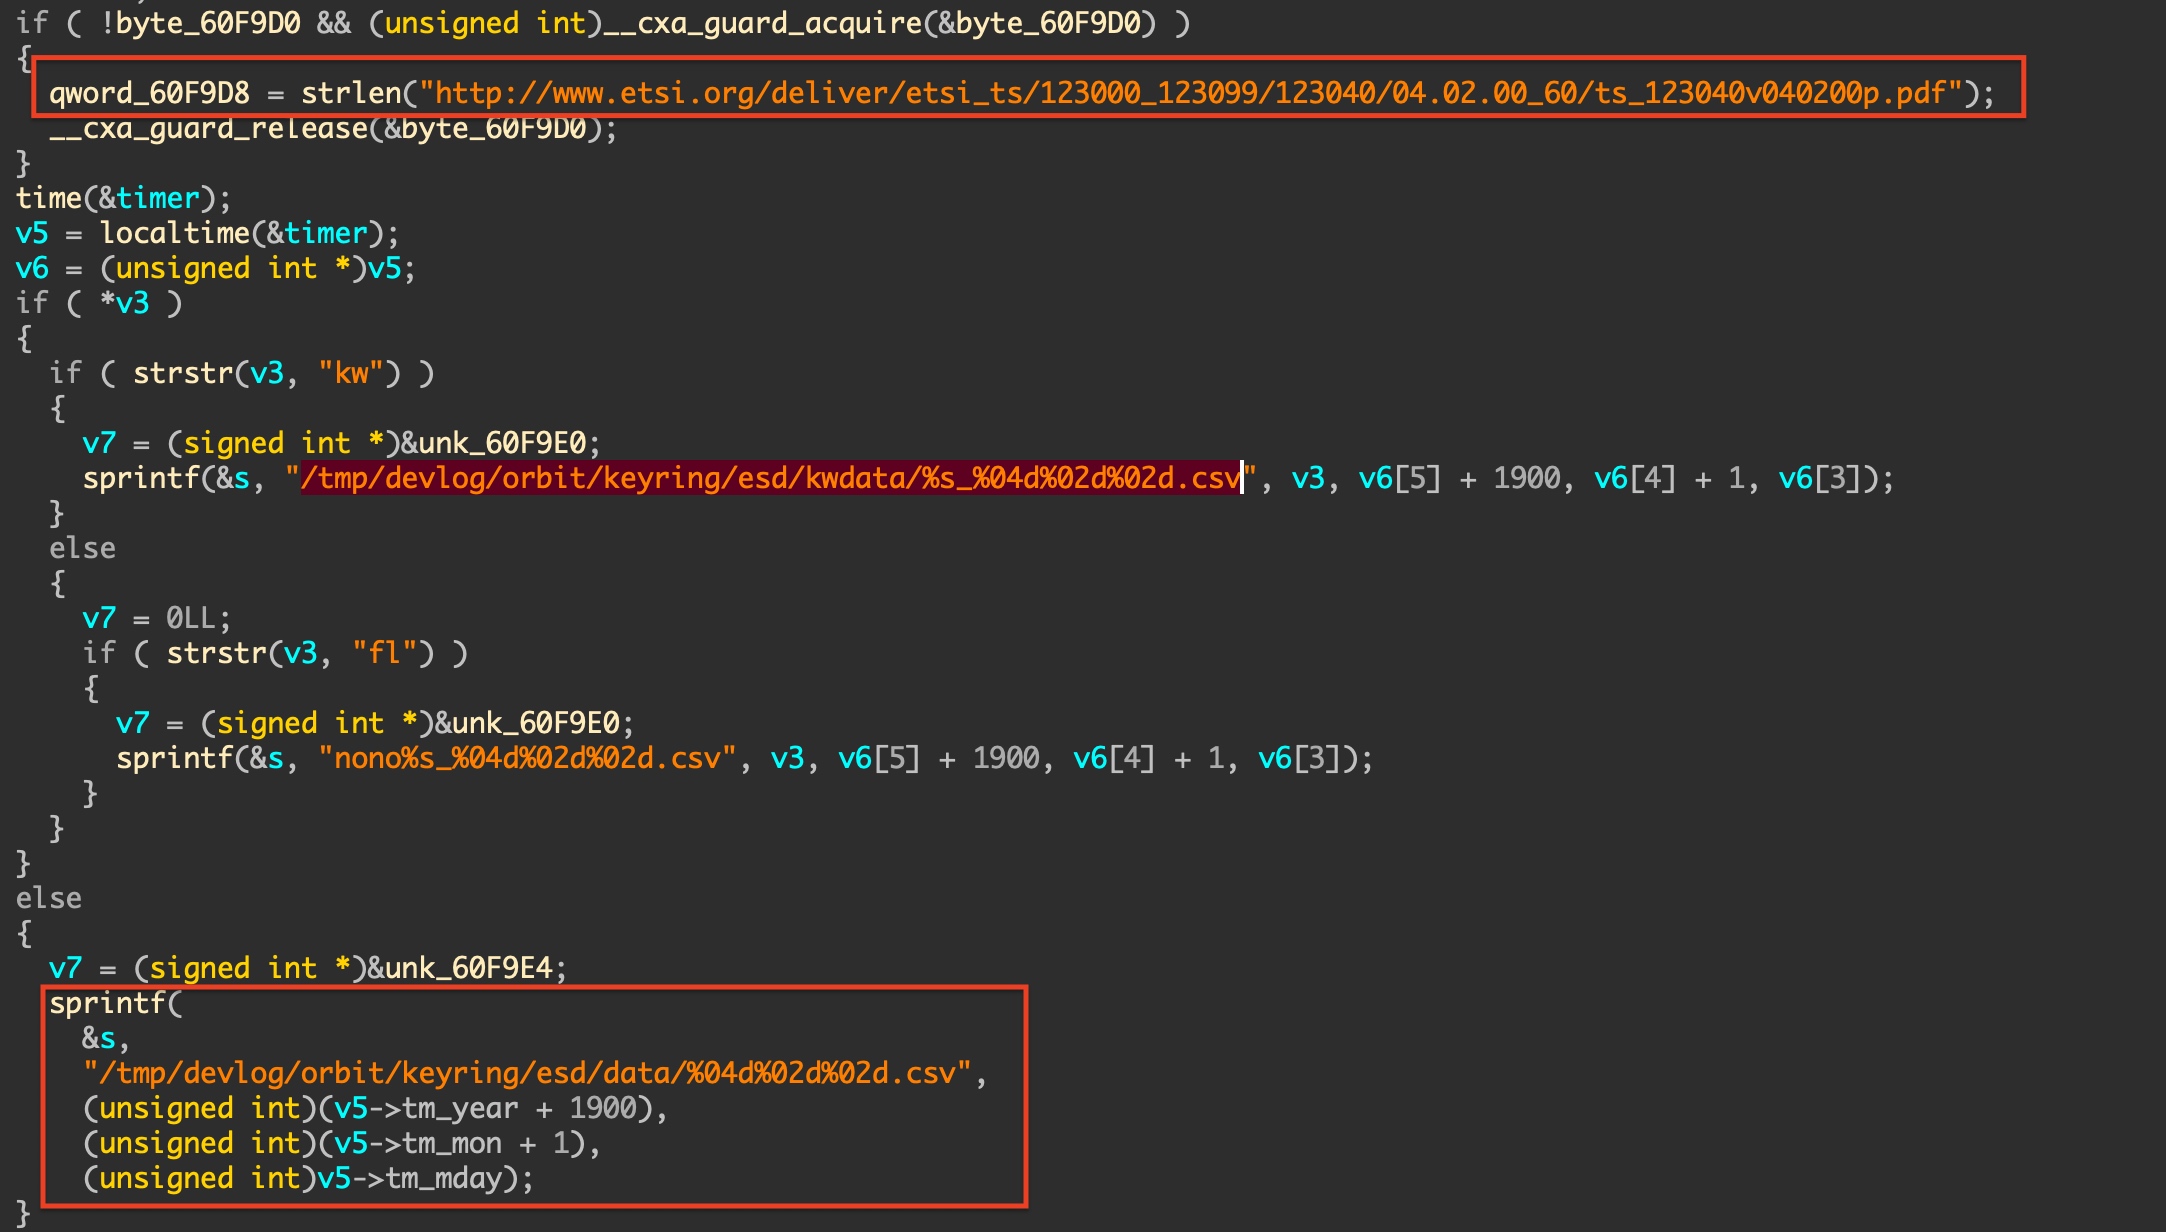 if ( !byte_60F9D0 && (unsigned int)__cxa_guard_acquire(&byte_60F9D0) )
{
  qword_60F9D8 = strlen("http://www.etsi.org/deliver/etsi_ts/123000_123099/123040/04.02.00_60/ts_123040v040200p.pdf");
  __cxa_guard_release(&byte_60F9D0);
}
time(&timer);
v5 = localtime(&timer);
v6 = (unsigned int *)v5;
if ( *v3 )
{
  if ( strstr(v3, "kw") )
  {
    v7 = (signed int *)&unk_60F9E0;
    sprintf(&s, "/tmp/devlog/orbit/keyring/esd/kwdata/%s_%04d%02d%02d.csv", v3, v6[5] + 1900, v6[4] + 1, v6[3]);
  }
  else
  {
    v7 = 0LL;
    if ( strstr(v3, "fl") )
    {
      v7 = (signed int *)&unk_60F9E0;
      sprintf(&s, "nono%s_%04d%02d%02d.csv", v3, v6[5] + 1900, v6[4] + 1, v6[3]);
    }
  }
}
else
{
  v7 = (signed int *)&unk_60F9E4;
  sprintf(
    &s,
    "/tmp/devlog/orbit/keyring/esd/data/%04d%02d%02d.csv",
    (unsigned int)(v5->tm_year + 1900),
    (unsigned int)(v5->tm_mon + 1),
    (unsigned int)v5->tm_mday);
}